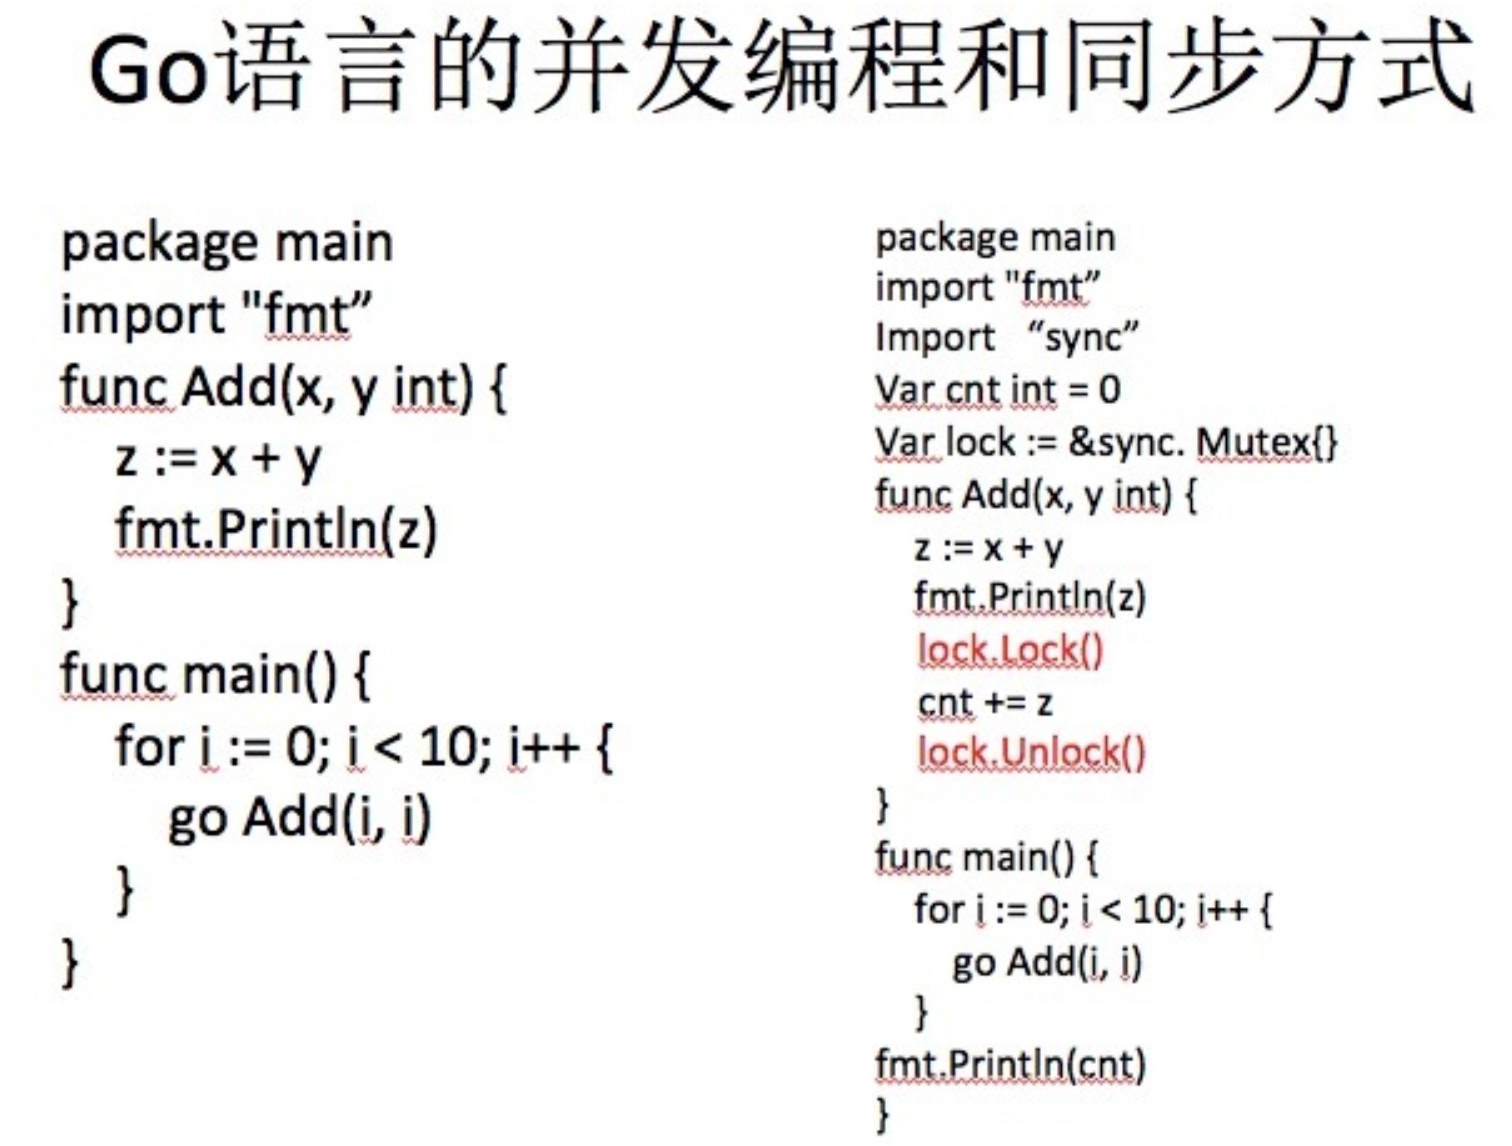 Go语言的并发编程和同步方式
package main
import "fmt”
func Add(x, y int) {
z := x + y
fmt.Println(z)
}
func main() {
for i := 0; i < 10; i++ {
go Add(i, i)
}
}
package main
import "fmt”
Import “sync”
Var cnt int = 0
Var lock := &sync. Mutex{}
func Add(x, y int) {
z := x + y
fmt.Println(z)
lock.Lock()
cnt += z
lock.Unlock()
}
func main() {
for i := 0; i < 10; i++ {
go Add(i, i)
}
fmt.Println(cnt)
}